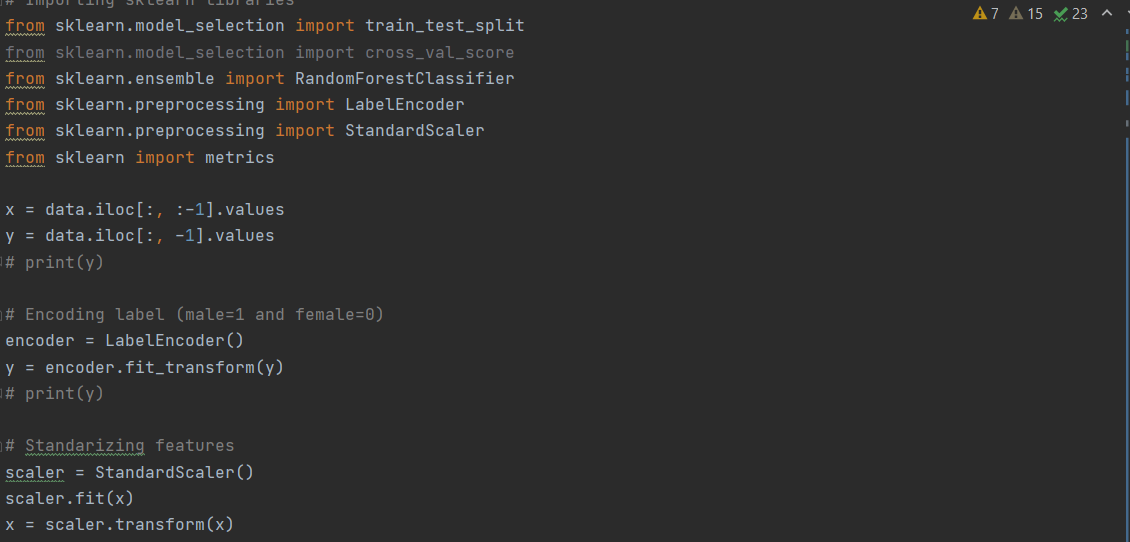 # Importing sklearn libraries
from sklearn.model_selection import train_test_split
7 15 23
from sklearn.model_selection import cross_val_score
from sklearn.ensemble import RandomForestClassifier
from sklearn.preprocessing import LabelEncoder
from sklearn.preprocessing import StandardScaler
from sklearn import metrics
x = data.iloc[:, :-1].values
y = data.iloc[:, -1].values
# print(y)
# Encoding label (male=1 and female=0)
encoder = LabelEncoder()
y = encoder.fit_transform(y)
# print(y)
# Standarizing features
scaler = StandardScaler()
scaler.fit(x)
x = scaler.transform(x)